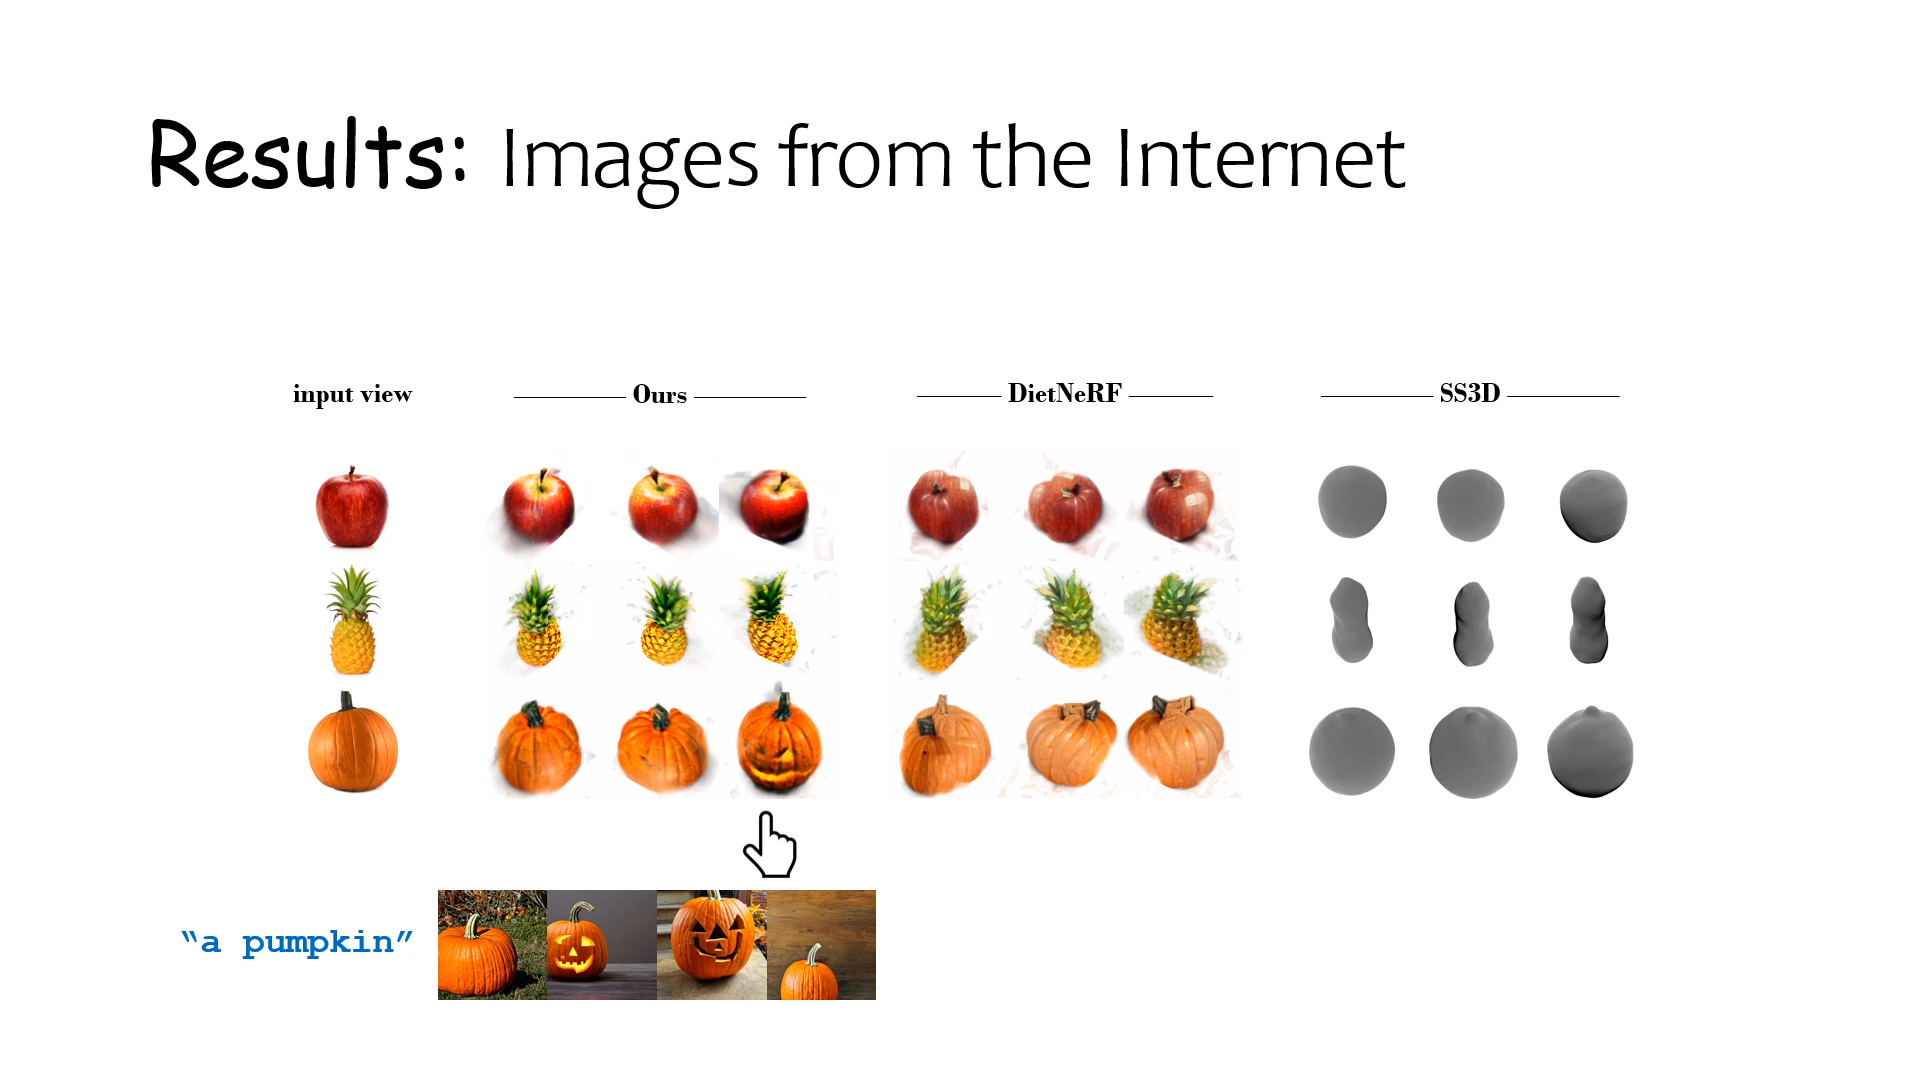 Results: Images from the Internet
input view
Ours
DietNeRF
SS3D
“a pumpkin”